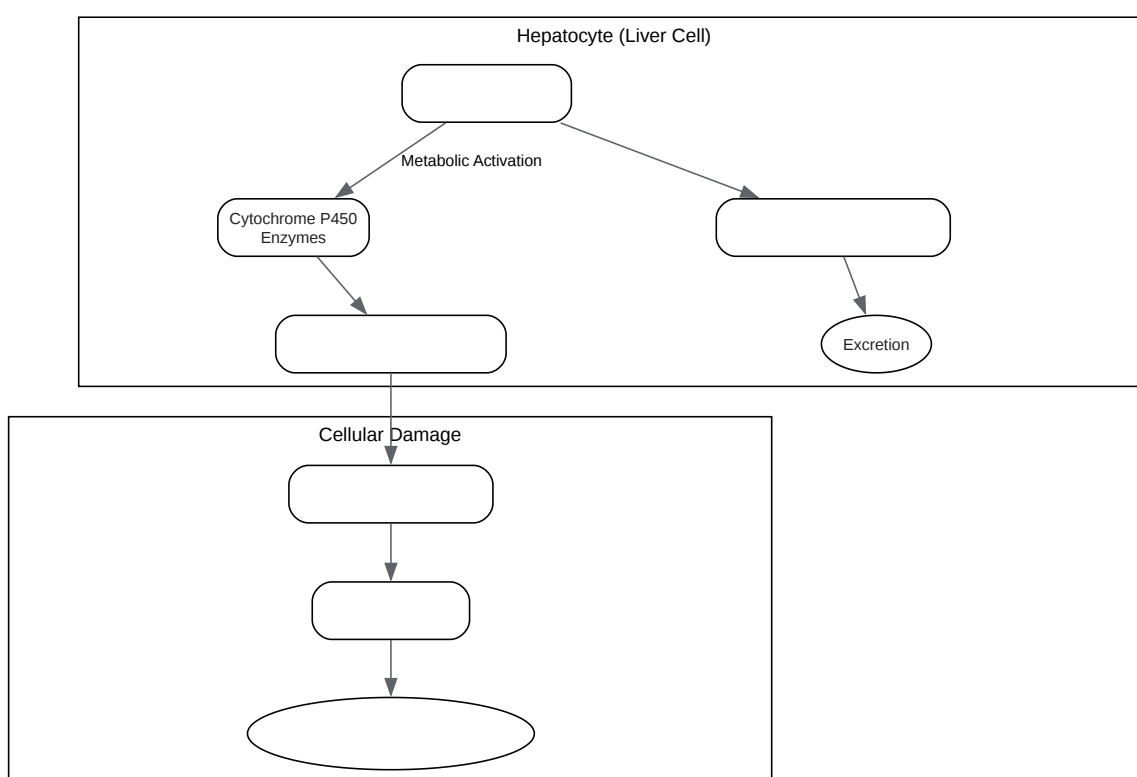 Hepatocyte (Liver Cell)
Metabolic Activation
Cytochrome P450
Enzymes
Excretion
Cellular Damage